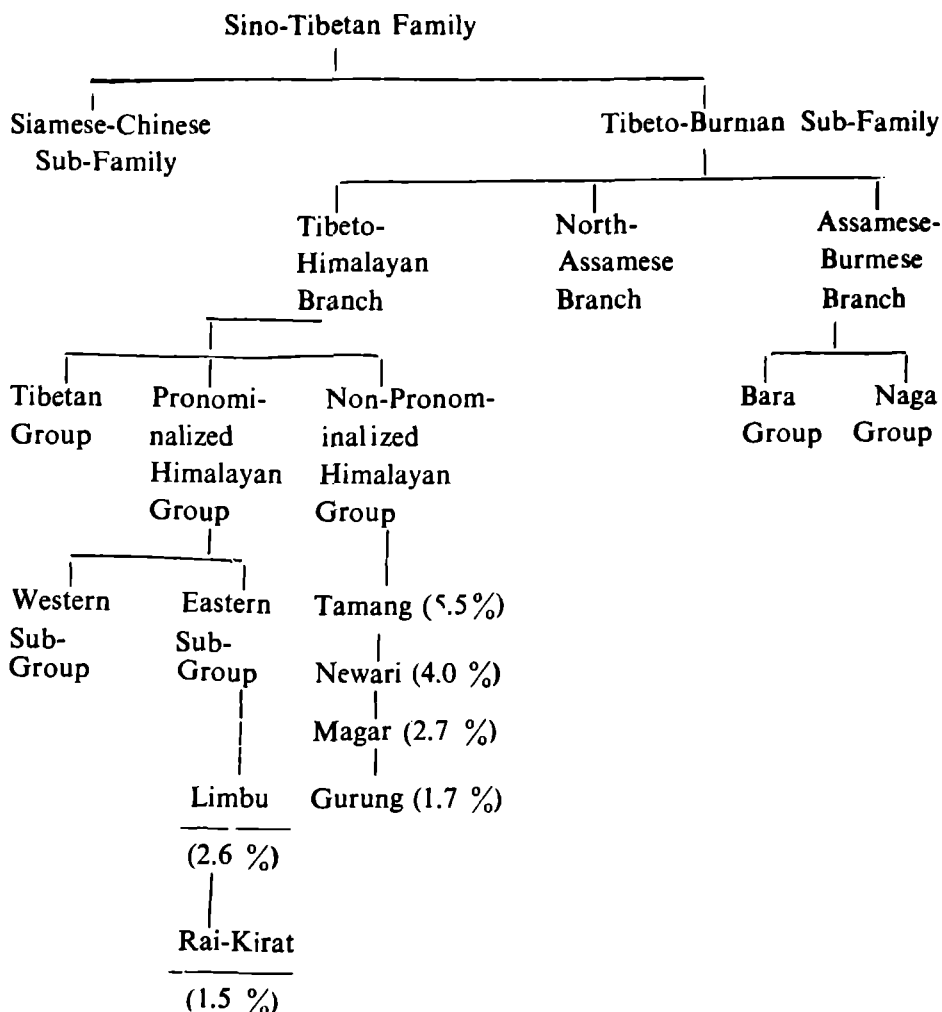 Sino-Tibetan Family
Siamese-Chinese
Sub-Family
Tibeto-Burman Sub-Family
Tibeto-
Himalayan
Branch
North-
Assamese
Branch
Assamese-
Burmese
Branch
Tibetan
Group
Pronomi-
nalized
Himalayan
Group
Non-Pronom-
inalized
Himalayan
Group
Bara
Group
Naga
Group
Western
Sub-
Group
Eastern
Sub-
Group
Tamang (5.5%)
Newari (4.0 %)
Magar (2.7 %)
Gurung (1.7 %)
Limbu
(2.6 %)
Rai-Kirat
(1.5 %)